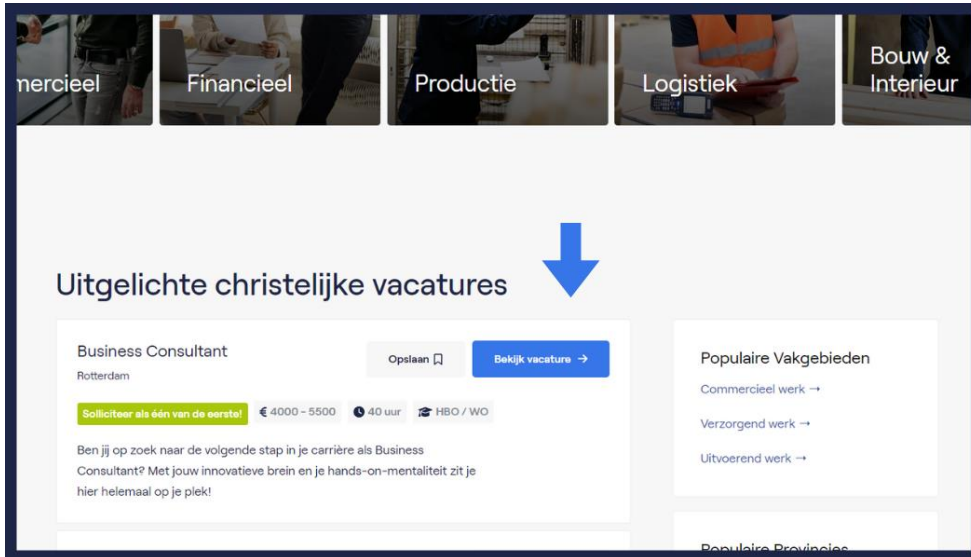 mercieel
Financieel
Productie
Logistiek
Bouw &
Interieur
Uitgelichte christelijke vacatures
Business Consultant
Rotterdam
Opslaan
Bekijk vacature →
Solliciteer als één van de eerste!
€ 4000 - 5500
40 uur
HBO / WO
Ben jij op zoek naar de volgende stap in je carrière als Business
Consultant? Met jouw innovatieve brein en je hands-on-mentaliteit zit je
hier helemaal op je plek!
Populaire Vakgebieden
Commercieel werk →
Verzorgend werk →
Uitvoerend werk →
Populaire Provincies